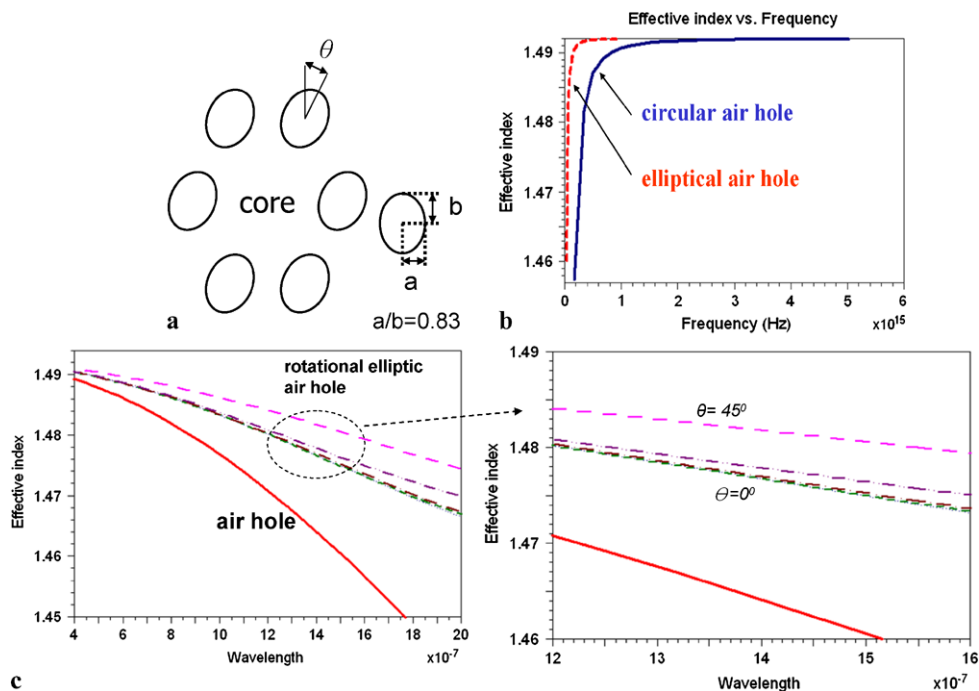 θ
core
b
a
a
a/b=0.83
Effective index vs. Frequency
1.49
1.48
1.47
1.46
Effective index
circular air hole
elliptical air hole
0
1
2
3
4
5
6
b
Frequency (Hz)
x10^15
1.49
1.48
1.47
1.46
1.45
Effective index
rotational elliptic
air hole
air hole
4
6
8
10
12
14
16
18
20
Wavelength
x10^-7
c
1.49
1.48
1.47
1.46
Effective index
θ= 45^0
Θ=0^0
12
13
14
15
16
Wavelength
x10^-7